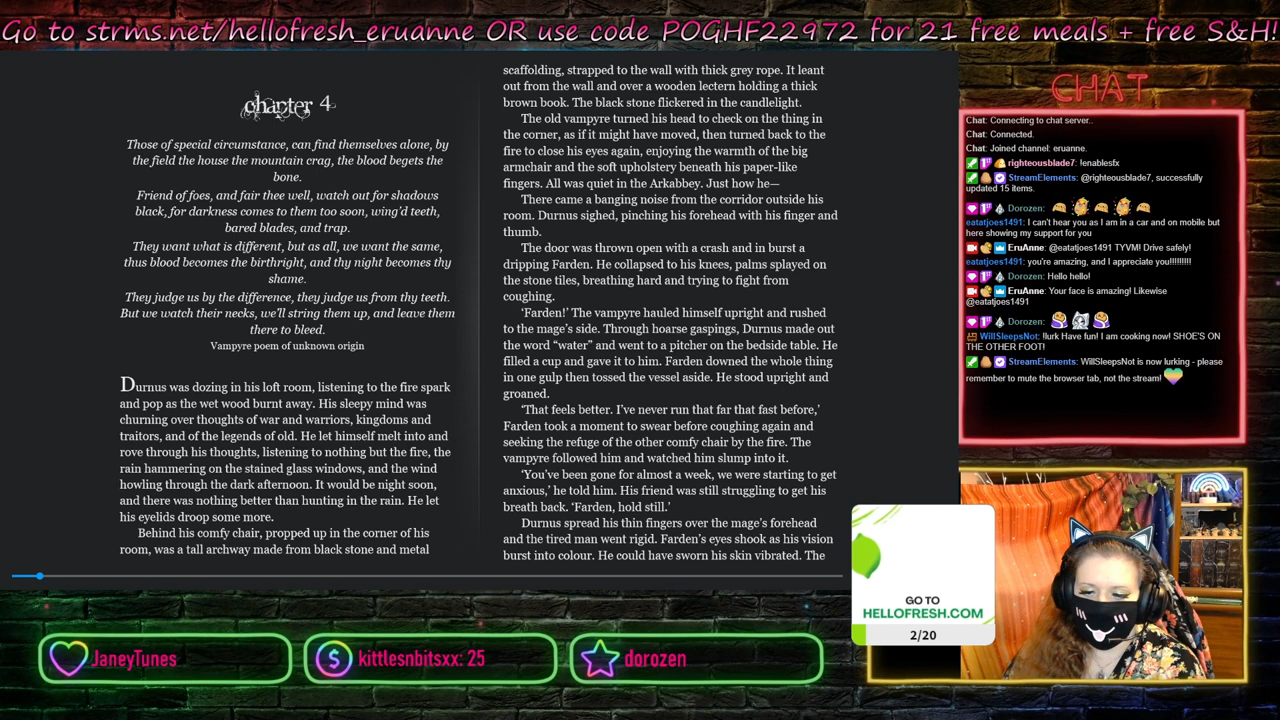 Go to strms.net/hellofresh_eruanne OR use code POGHF22972 for 21 free meals + free S&H!
chapter 4
Those of special circumstance, can find themselves alone, by
the field the house the mountain crag, the blood begets the
bone.
Friend of foes, and fair thee well, watch out for shadows
black, for darkness comes to them too soon, wing'd teeth,
bared blades, and trap.
They want what is different, but as all, we want the same,
thus blood becomes the birthright, and thy night becomes thy
shame.
They judge us by the difference, they judge us from thy teeth.
But we watch their necks, we'll string them up, and leave them
there to bleed.
Vampyre poem of unknown origin
Durnus was dozing in his loft room, listening to the fire spark
and pop as the wet wood burnt away. His sleepy mind was
churning over thoughts of war and warriors, kingdoms and
traitors, and of the legends of old. He let himself melt into and
rove through his thoughts, listening to nothing but the fire, the
rain hammering on the stained glass windows, and the wind
howling through the dark afternoon. It would be night soon,
and there was nothing better than hunting in the rain. He let
his eyelids droop some more.
Behind his comfy chair, propped up in the corner of his
room, was a tall archway made from black stone and metal
scaffolding, strapped to the wall with thick grey rope. It leant
out from the wall and over a wooden lectern holding a thick
brown book. The black stone flickered in the candlelight.
The old vampyre turned his head to check on the thing in
the corner, as if it might have moved, then turned back to the
fire to close his eyes again, enjoying the warmth of the big
armchair and the soft upholstery beneath his paper-like
fingers. All was quiet in the Arkabbey. Just how he—
There came a banging noise from the corridor outside his
room. Durnus sighed, pinching his forehead with his finger and
thumb.
The door was thrown open with a crash and in burst a
dripping Farden. He collapsed to his knees, palms splayed on
the stone tiles, breathing hard and trying to fight from
coughing.
‘Farden!’ The vampyre hauled himself upright and rushed
to the mage's side. Through hoarse gaspings, Durnus made out
the word “water” and went to a pitcher on the bedside table. He
filled a cup and gave it to him. Farden downed the whole thing
in one gulp then tossed the vessel aside. He stood upright and
groaned.
‘That feels better. I've never run that far that fast before,’
Farden took a moment to swear before coughing again and
seeking the refuge of the other comfy chair by the fire. The
vampyre followed him and watched him slump into it.
‘You've been gone for almost a week, we were starting to get
anxious,’ he told him. His friend was still struggling to get his
breath back. ‘Farden, hold still.’
Durnus spread his thin fingers over the mage's forehead
and the tired man went rigid. Farden's eyes shook as his vision
burst into colour. He could have sworn his skin vibrated. The
CHAT
Chat: Connecting to chat server..
Chat: Connected.
Chat: Joined channel: eruanne.
righteousblade7: !enablesfx
StreamElements: @righteousblade7, successfully
updated 15 items.
Dorozen:
eatatjoes1491: I can't hear you as I am in a car and on mobile but
here showing my support for you
EruAnne: @eatatjoes1491 TYVM! Drive safely!
eatatjoes1491: you're amazing, and I appreciate you!!!!!!!!!
Dorozen: Hello hello!
EruAnne: Your face is amazing! Likewise
@eatatjoes1491
Dorozen:
WillSleepsNot: !lurk Have fun! I am cooking now! SHOE'S ON
THE OTHER FOOT!
StreamElements: WillSleepsNot is now lurking - please
remember to mute the browser tab, not the stream!
GO TO
HELLOFRESH.COM
2/20
JaneyTunes
kittlesnbitsxx: 25
dorozen